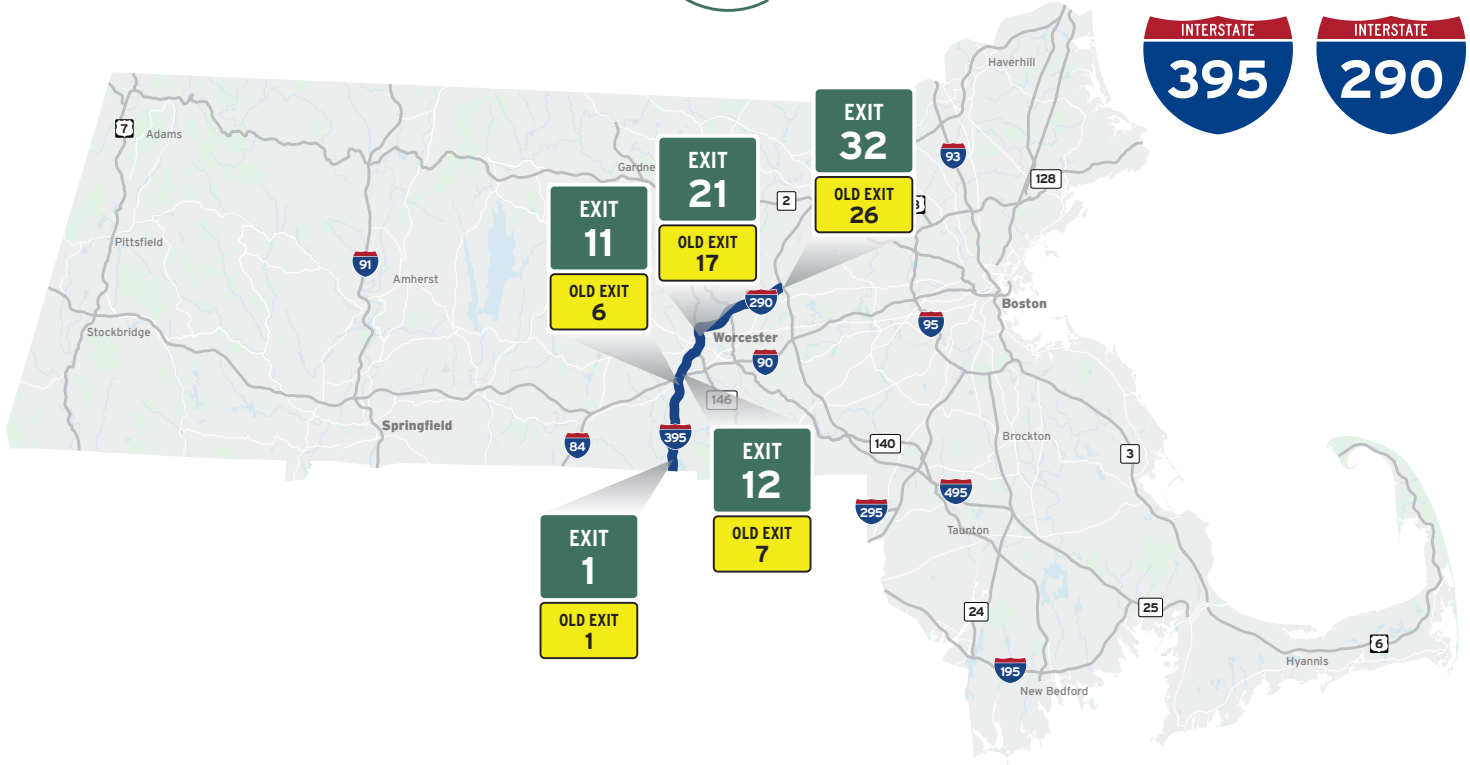 INTERSTATE
395
INTERSTATE
290
Haverhill
7
Adams
EXIT
32
OLD EXIT
26
93
128
EXIT
21
OLD EXIT
17
Gardne
2
EXIT
11
OLD EXIT
6
Pittsfield
91
Amherst
290
Boston
Stockbridge
95
Worcester
90
146
Springfield
84
395
140
Brockton
3
EXIT
12
OLD EXIT
7
495
295
Taunton
EXIT
1
OLD EXIT
1
24
25
6
Hyannis
195
New Bedford